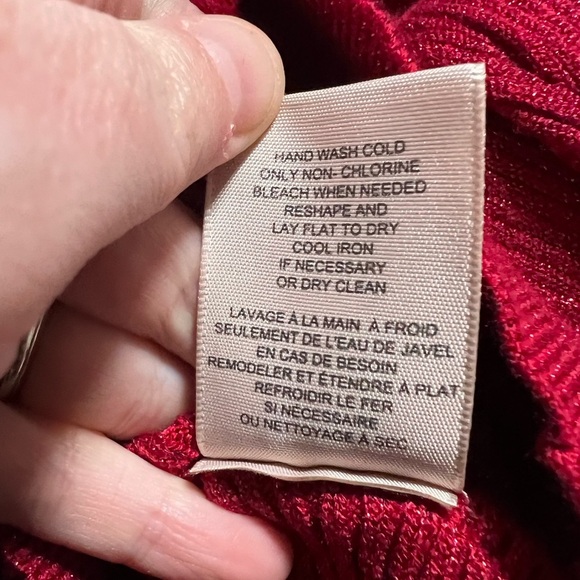 HAND WASH COLD
ONLY NON- CHLORINE
BLEACH WHEN NEEDED
RESHAPE AND
LAY FLAT TO DRY
COOL IRON
IF NECESSARY
OR DRY CLEAN
LAVAGE À LA MAIN À FROID
SEULEMENT DE L'EAU DE JAVEL
EN CAS DE BESOIN
REMODELER ET ÉTENDRE À PLAT
REFROIDIR LE FER
SI NÉCESSAIRE
OU NETTOYAGE À SEC